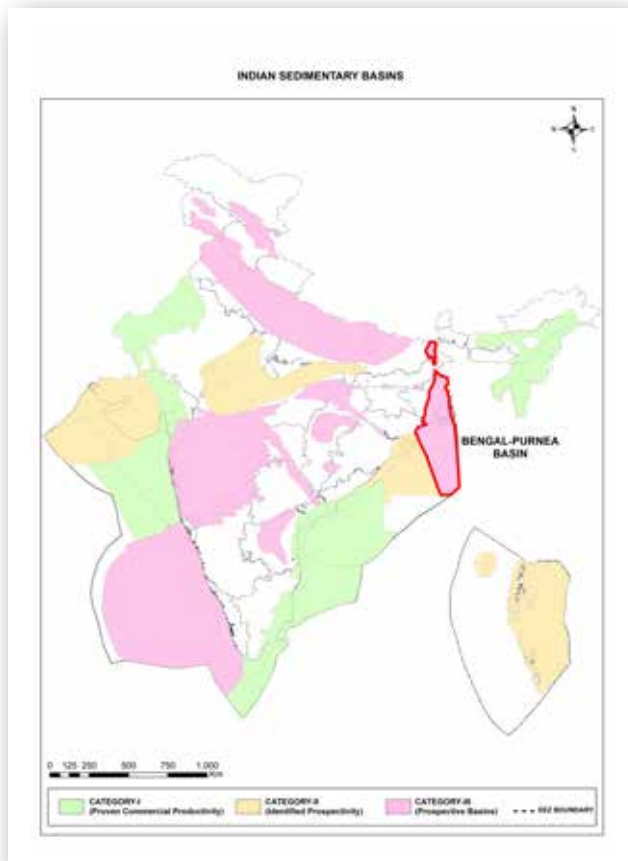 INDIAN SEDIMENTARY BASINS
N
S
BENGAL-PURNEA
BASIN
0 125 250 500 750 1,000
Km
CATEGORY-I
(Proven Commercial Productivity)
CATEGORY-II
(Identified Prospectivity)
CATEGORY-III
(Prospective Basins)
EEZ BOUNDARY